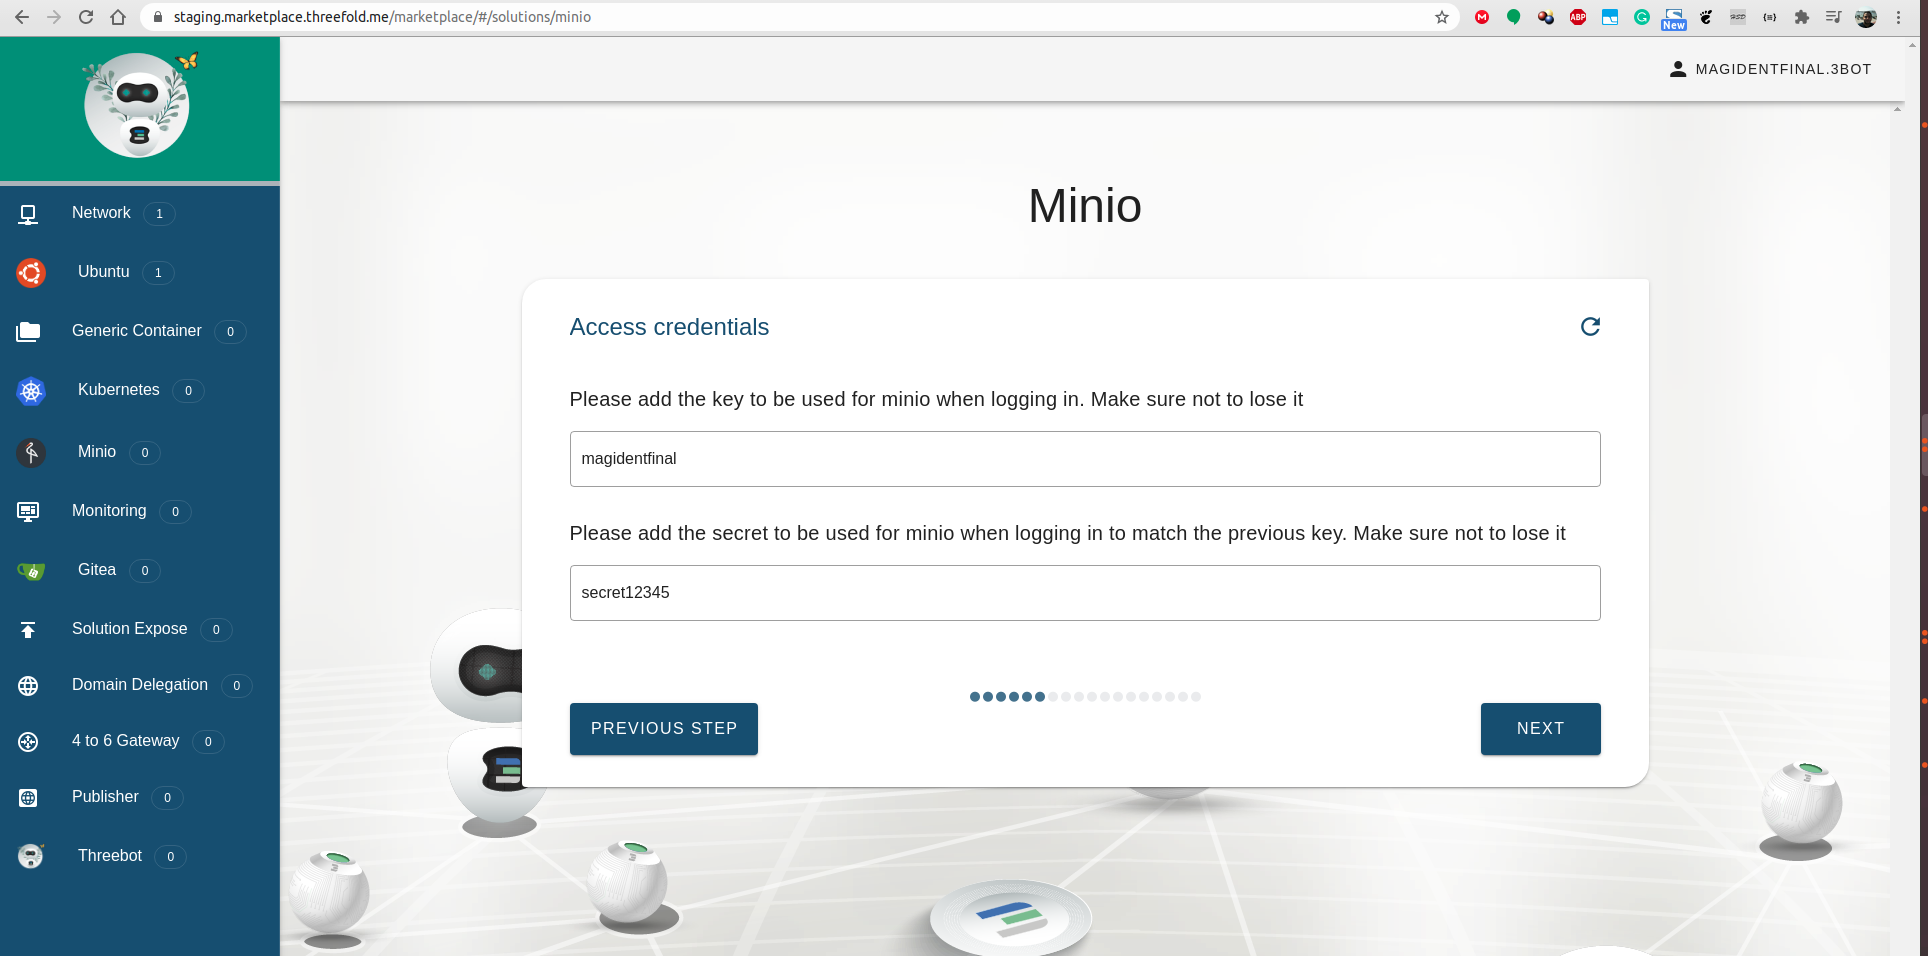 staging.marketplace.threefold.me/marketplace/#/solutions/minio
ABP
New
MAGIDENTFINAL.3BOT
Network 1
Ubuntu 1
Generic Container 0
Kubernetes 0
Minio 0
Monitoring 0
Gitea 0
Solution Expose 0
Domain Delegation 0
4 to 6 Gateway 0
Publisher 0
Threebot 0
Minio
Access credentials
Please add the key to be used for minio when logging in. Make sure not to lose it
magidentfinal
Please add the secret to be used for minio when logging in to match the previous key. Make sure not to lose it
secret12345
PREVIOUS STEP
NEXT